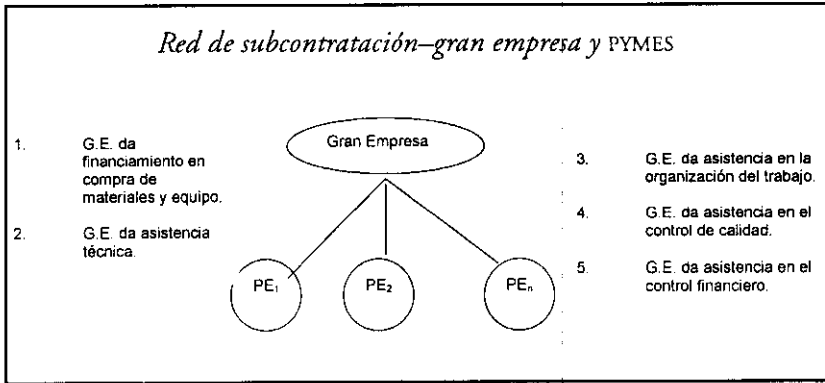 Red de subcontratación–gran empresa y PYMES
1. G.E. da
financiamiento en
compra de
materiales y equipo.
2. G.E. da asistencia
técnica.
Gran Empresa
PE₁
PE₂
PEₙ
3. G.E. da asistencia en la
organización del trabajo.
4. G.E. da asistencia en el
control de calidad.
5. G.E. da asistencia en el
control financiero.